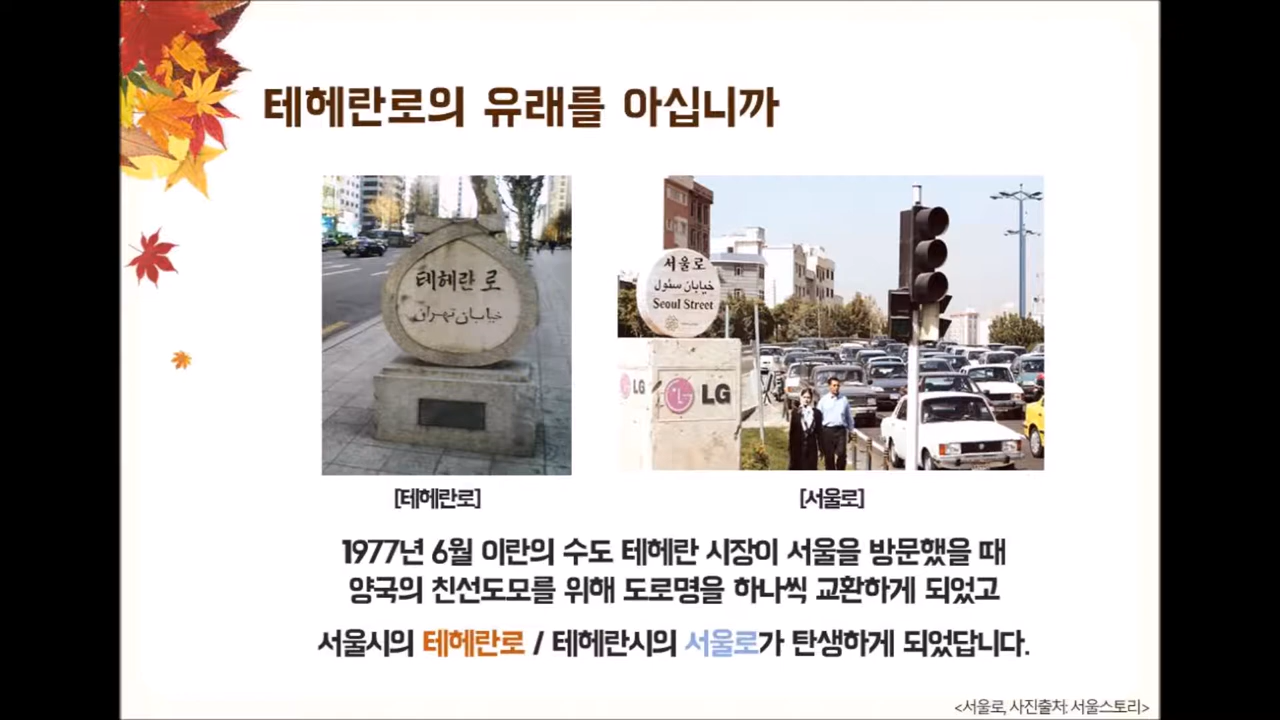 테헤란로의 유래를 아십니까
테헤란로
خیابان تهران
서울로
خیابان سئول
Seoul Street
LG
LG
[테헤란로]
[서울로]
1977년 6월 이란의 수도 테헤란 시장이 서울을 방문했을 때
양국의 친선도모를 위해 도로명을 하나씩 교환하게 되었고
서울시의 테헤란로 / 테헤란시의 서울로가 탄생하게 되었답니다.
<서울로, 사진출처: 서울스토리>